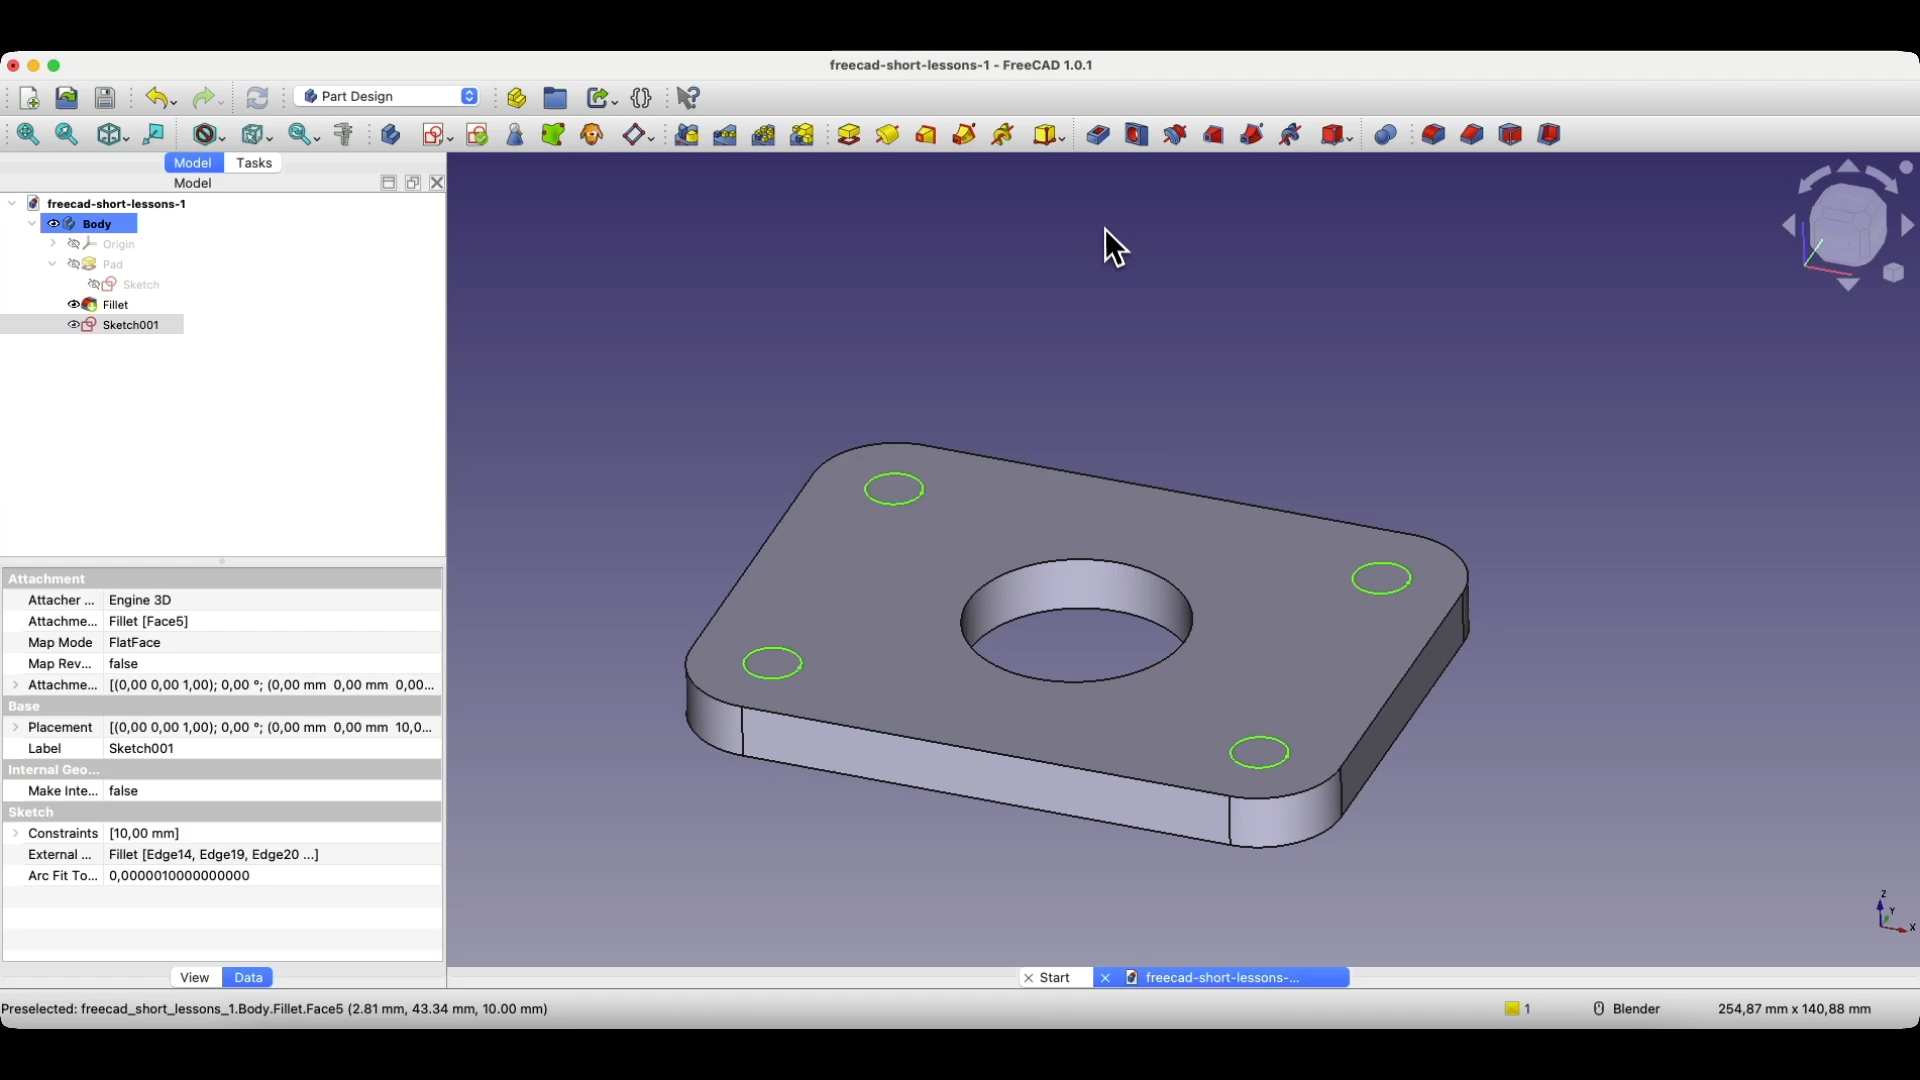 freecad-short-lessons-1 - FreeCAD 1.0.1
Part Design
Model Tasks
Model
freecad-short-lessons-1
Body
Origin
Pad
Sketch
Fillet
Sketch001
Attachment
Attacher ... Engine 3D
Attachme... Fillet [Face5]
Map Mode FlatFace
Map Rev... false
Attachme... [(0,00 0,00 1,00); 0,00 °; (0,00 mm 0,00 mm 0,00...
Base
Placement [(0,00 0,00 1,00); 0,00 °; (0,00 mm 0,00 mm 10,0...
Label Sketch001
Internal Geo...
Make Inte... false
Sketch
Constraints [10,00 mm]
External ... Fillet [Edge14, Edge19, Edge20 ...]
Arc Fit To... 0,0000010000000000
Z
Y
X
View Data
Start freecad-short-lessons-...
Preselected: freecad_short_lessons_1.Body.Fillet.Face5 (2.81 mm, 43.34 mm, 10.00 mm)
1 Blender 254,87 mm x 140,88 mm